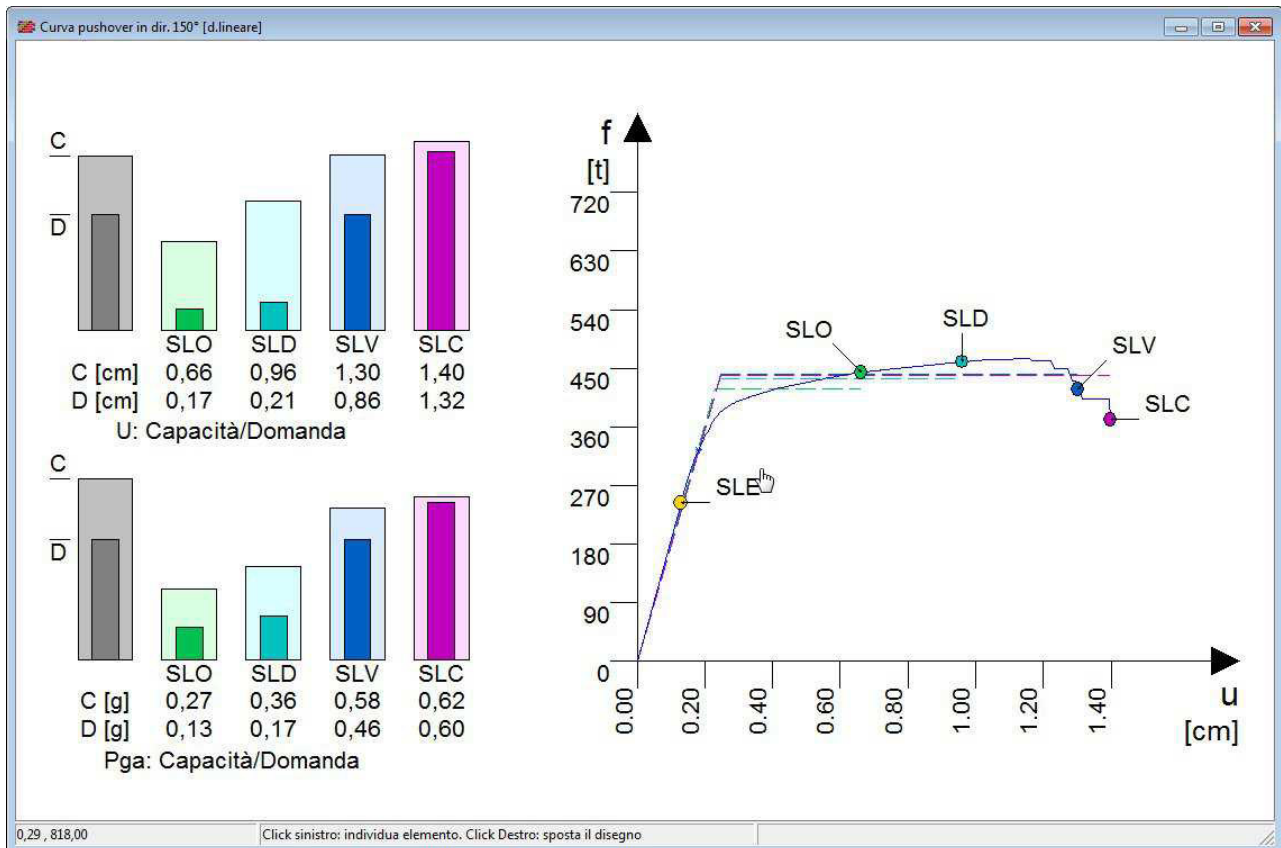 Curva pushover in dir. 150° [d.lineare]
C
D
SLO SLD SLV SLC
C [cm] 0,66 0,96 1,30 1,40
D [cm] 0,17 0,21 0,86 1,32
U: Capacità/Domanda
C
D
SLO SLD SLV SLC
C [g] 0,27 0,36 0,58 0,62
D [g] 0,13 0,17 0,46 0,60
Pga: Capacità/Domanda
f
[t]
720
630
540
450
360
270
180
90
0
SLO
SLD
SLV
SLC
SLE
0.00 0.20 0.40 0.60 0.80 1.00 1.20 1.40
u
[cm]
0,29 , 818,00
Click sinistro: individua elemento. Click Destro: sposta il disegno